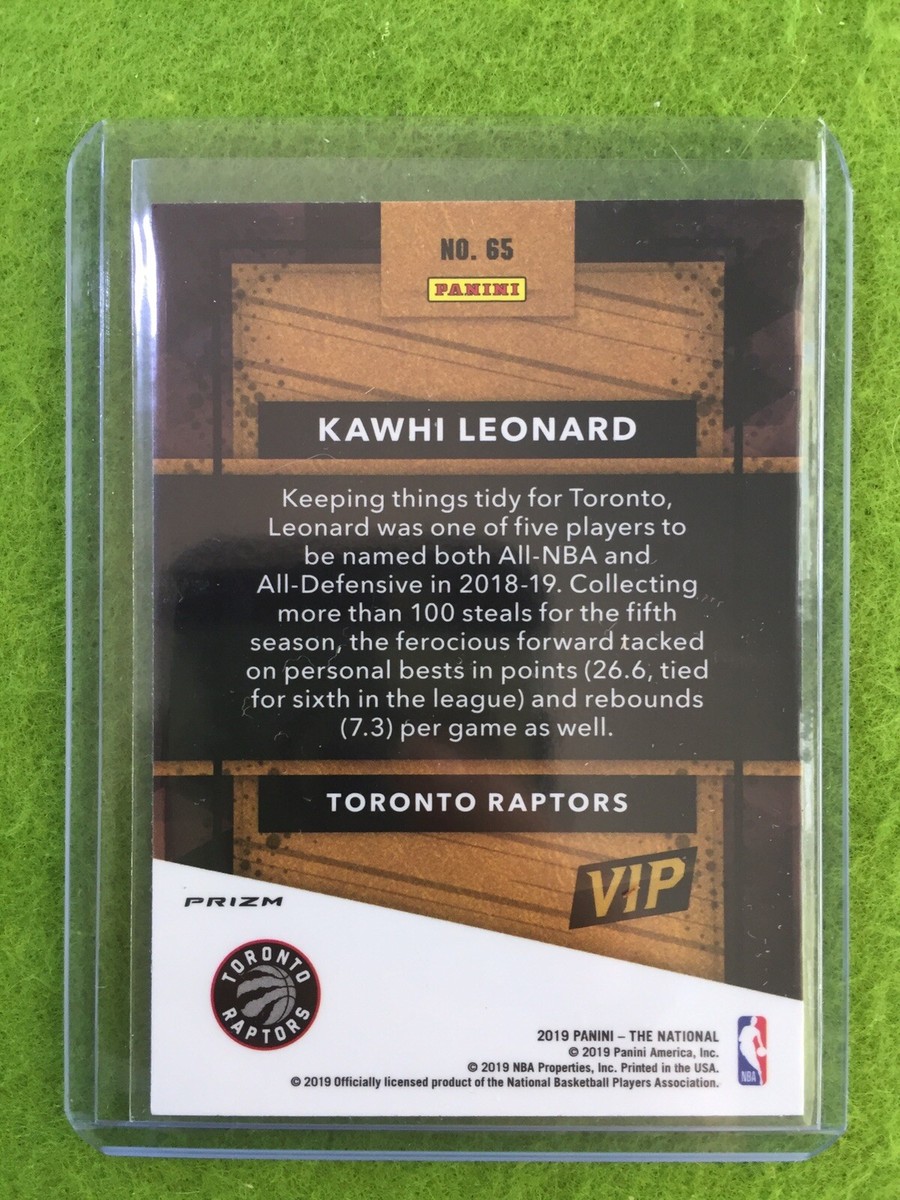 NO. 65
PANINI
KAWHI LEONARD
Keeping things tidy for Toronto,
Leonard was one of five players to
be named both All-NBA and
All-Defensive in 2018-19. Collecting
more than 100 steals for the fifth
season, the ferocious forward tacked
on personal bests in points (26.6, tied
for sixth in the league) and rebounds
(7.3) per game as well.
TORONTO RAPTORS
VIP
PRIZM
TORONTO
RAPTORS
2019 PANINI – THE NATIONAL
© 2019 Panini America, Inc.
© 2019 NBA Properties, Inc. Printed in the USA.
© 2019 Officially licensed product of the National Basketball Players Association.
NBA